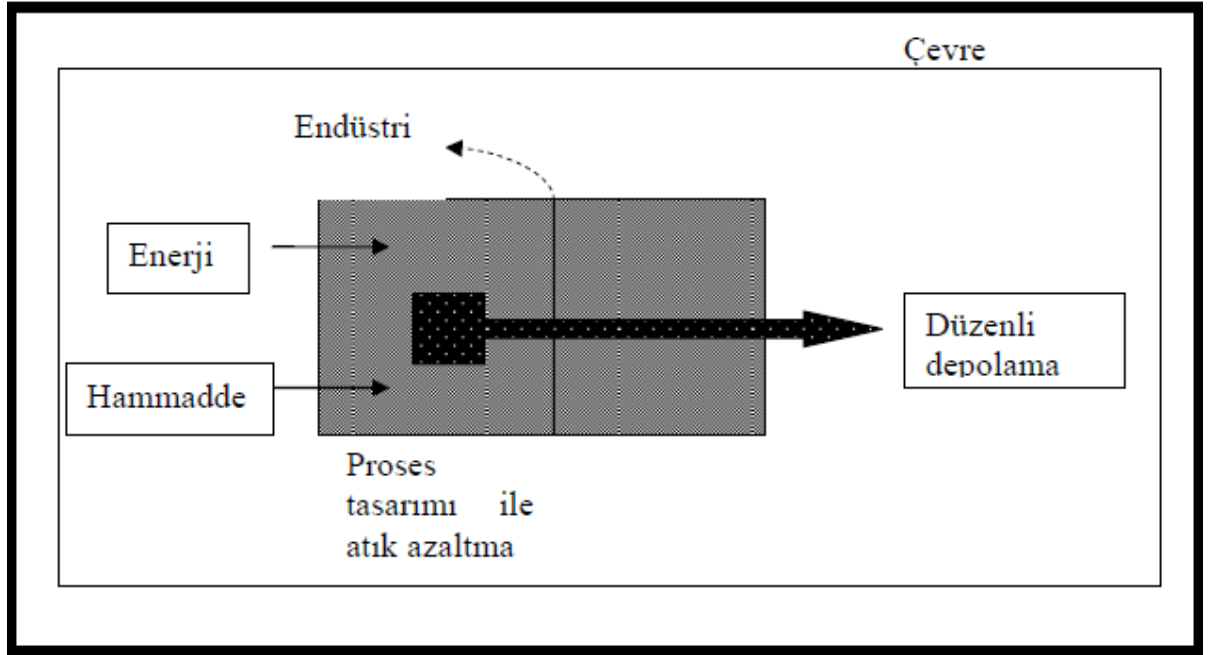 Çevre
Endüstri
Enerji
Düzenli
depolama
Hammadde
Proses
tasarımı ile
atık azaltma